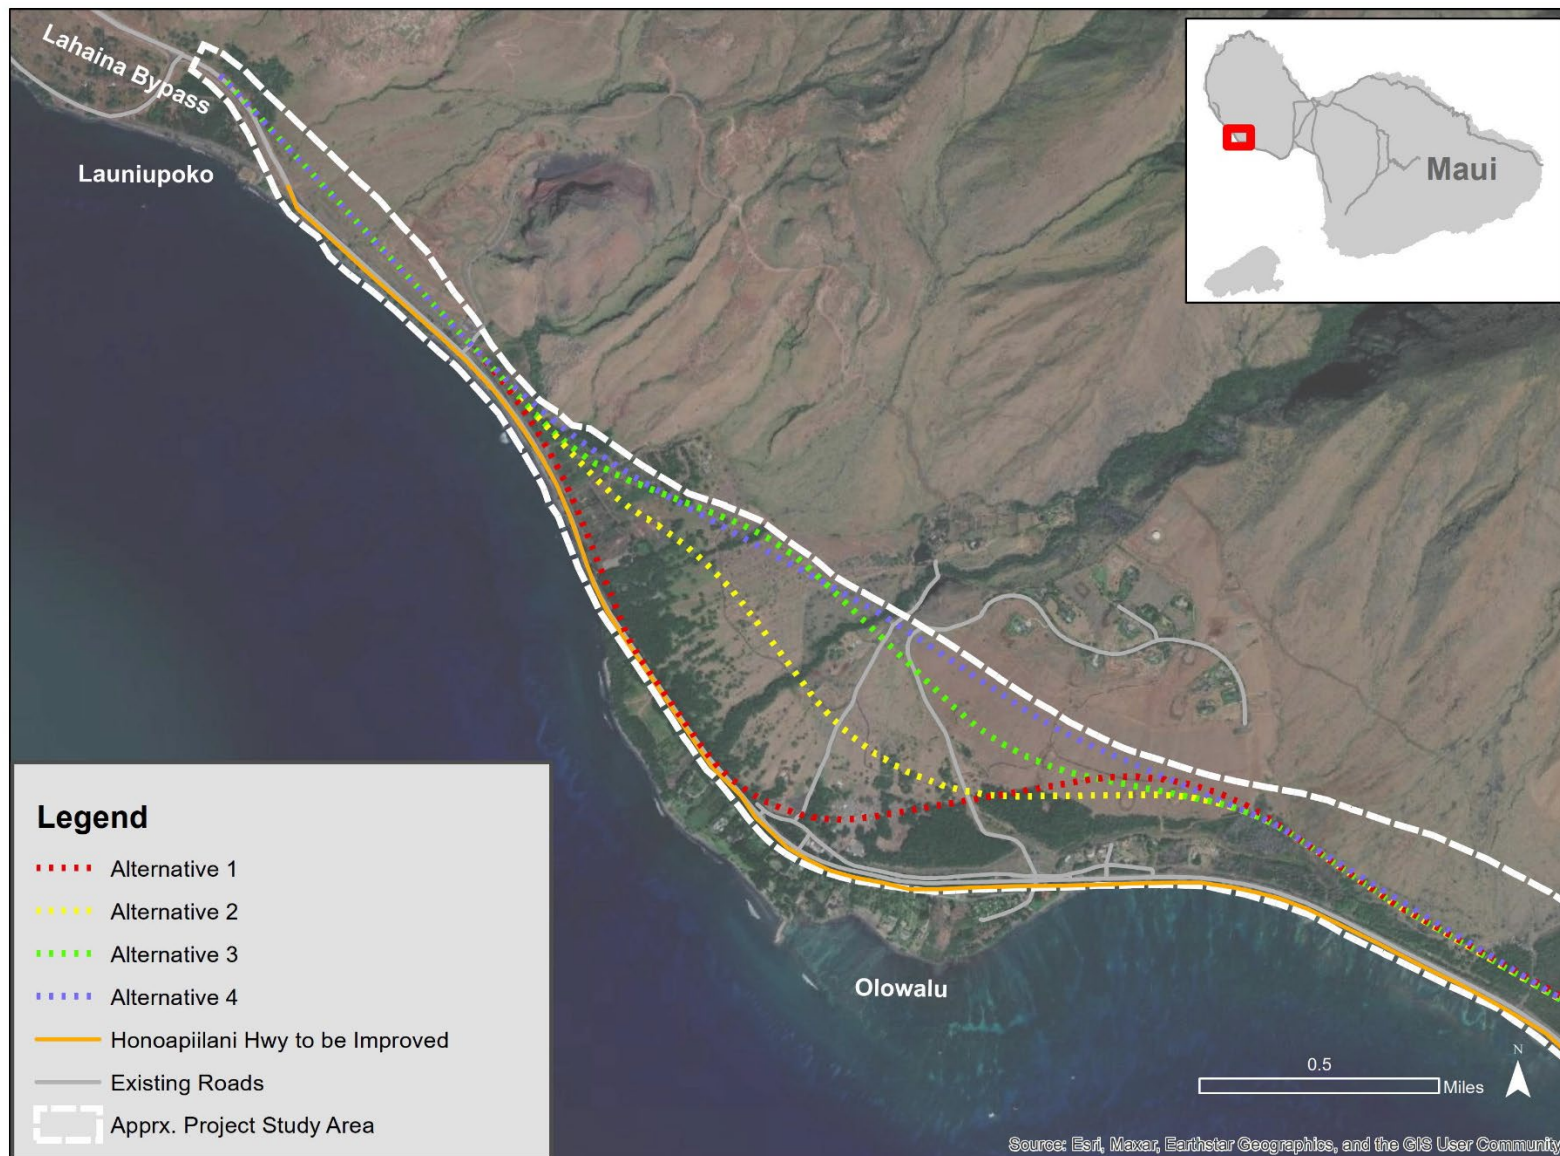 Lahaina Bypass
Launiupoko
Maui
Olowalu
Legend
Alternative 1
Alternative 2
Alternative 3
Alternative 4
Honoapiilani Hwy to be Improved
Existing Roads
Apprx. Project Study Area
0.5
Miles
N
Source: Esri, Maxar, Earthstar Geographics, and the GIS User Community